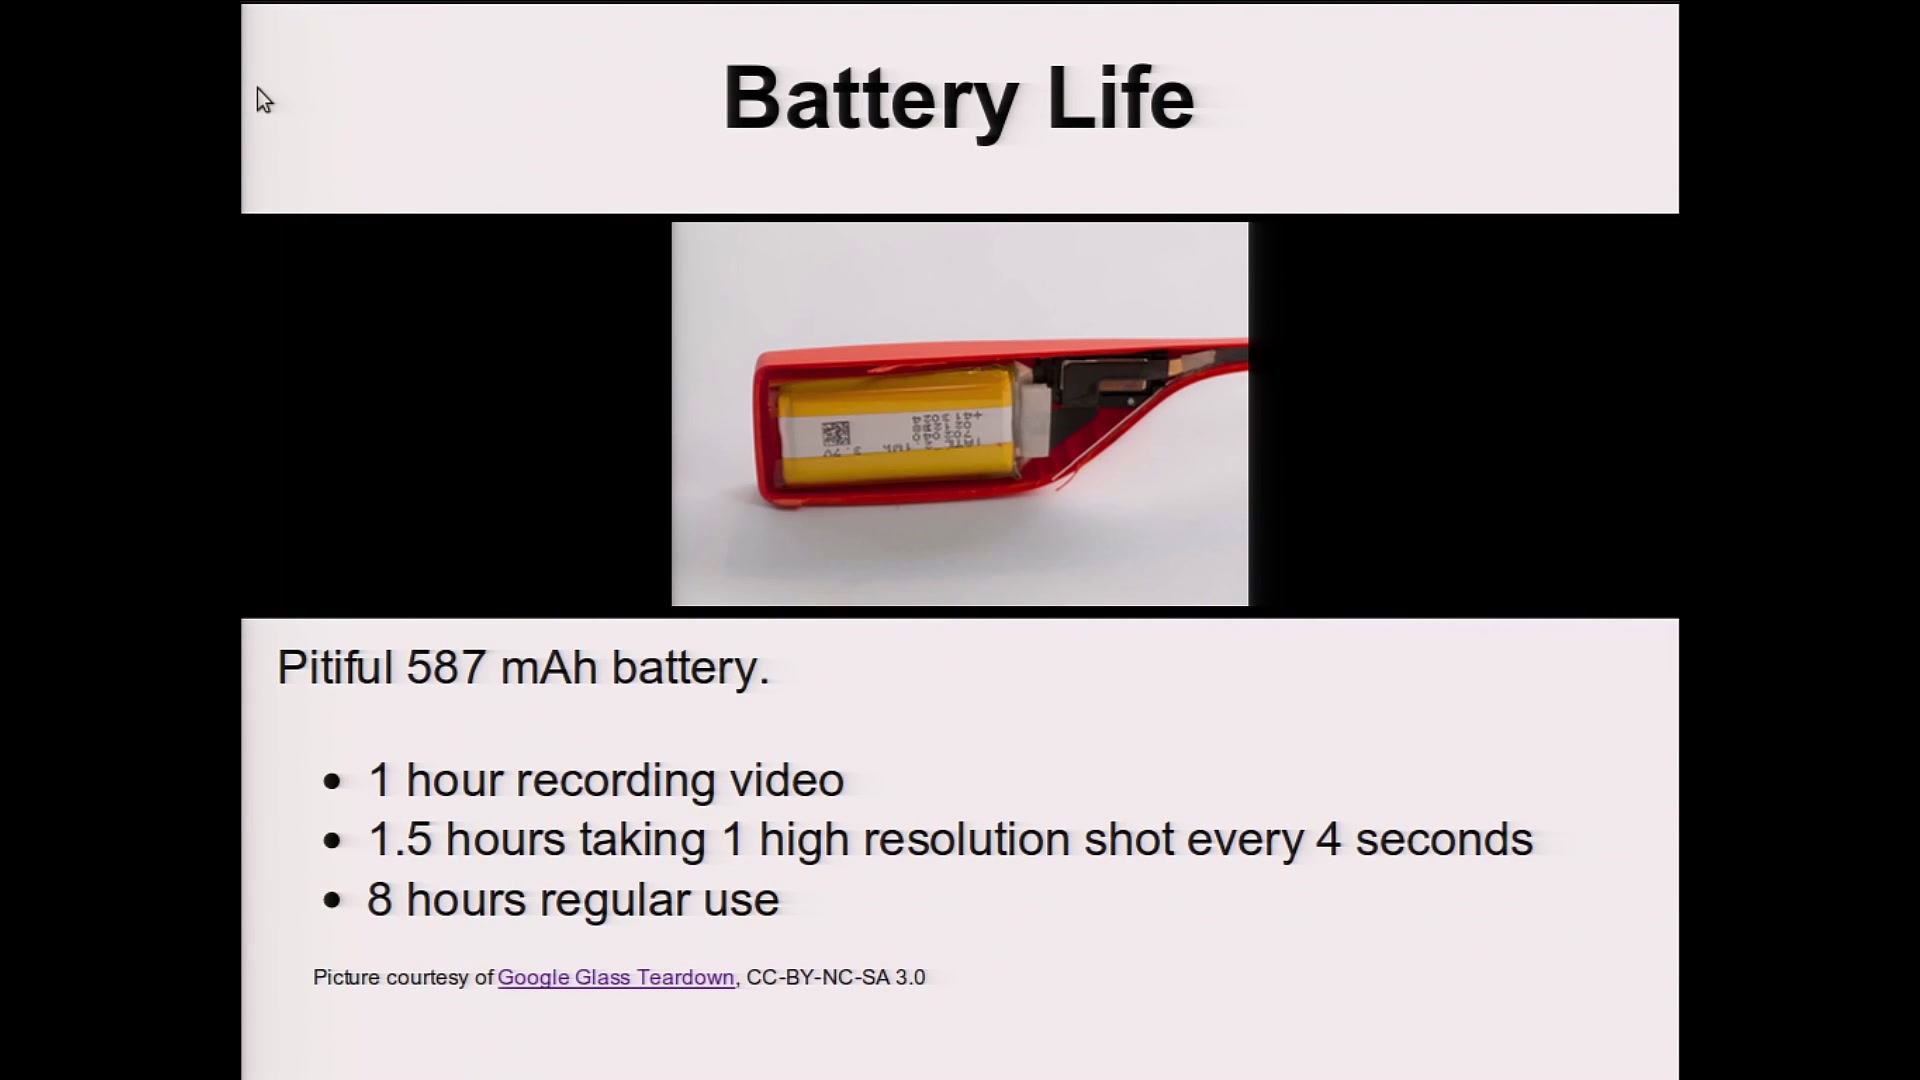 Battery Life
Pitiful 587 mAh battery.
• 1 hour recording video
• 1.5 hours taking 1 high resolution shot every 4 seconds
• 8 hours regular use
Picture courtesy of Google Glass Teardown, CC-BY-NC-SA 3.0